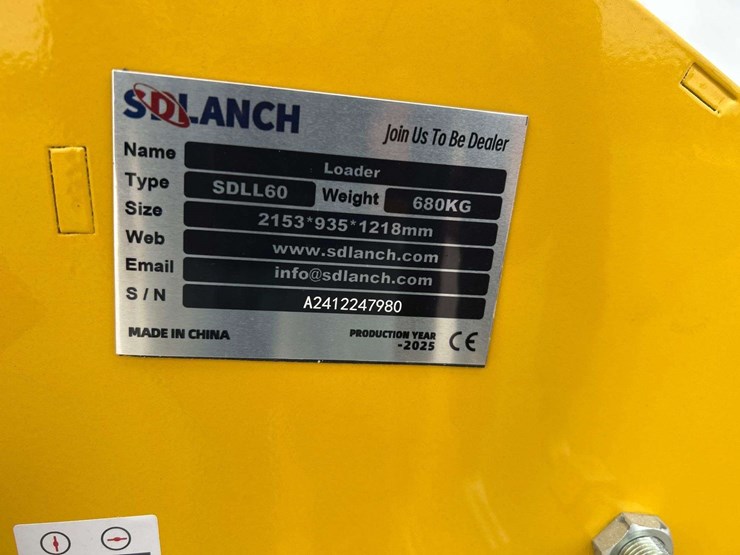 SDLANCH
Join Us To Be Dealer
Name Loader
Type SDLL60 Weight 680KG
Size 2153*935*1218mm
Web www.sdlanch.com
Email info@sdlanch.com
S / N A2412247980
MADE IN CHINA
PRODUCTION YEAR
-2025 CE